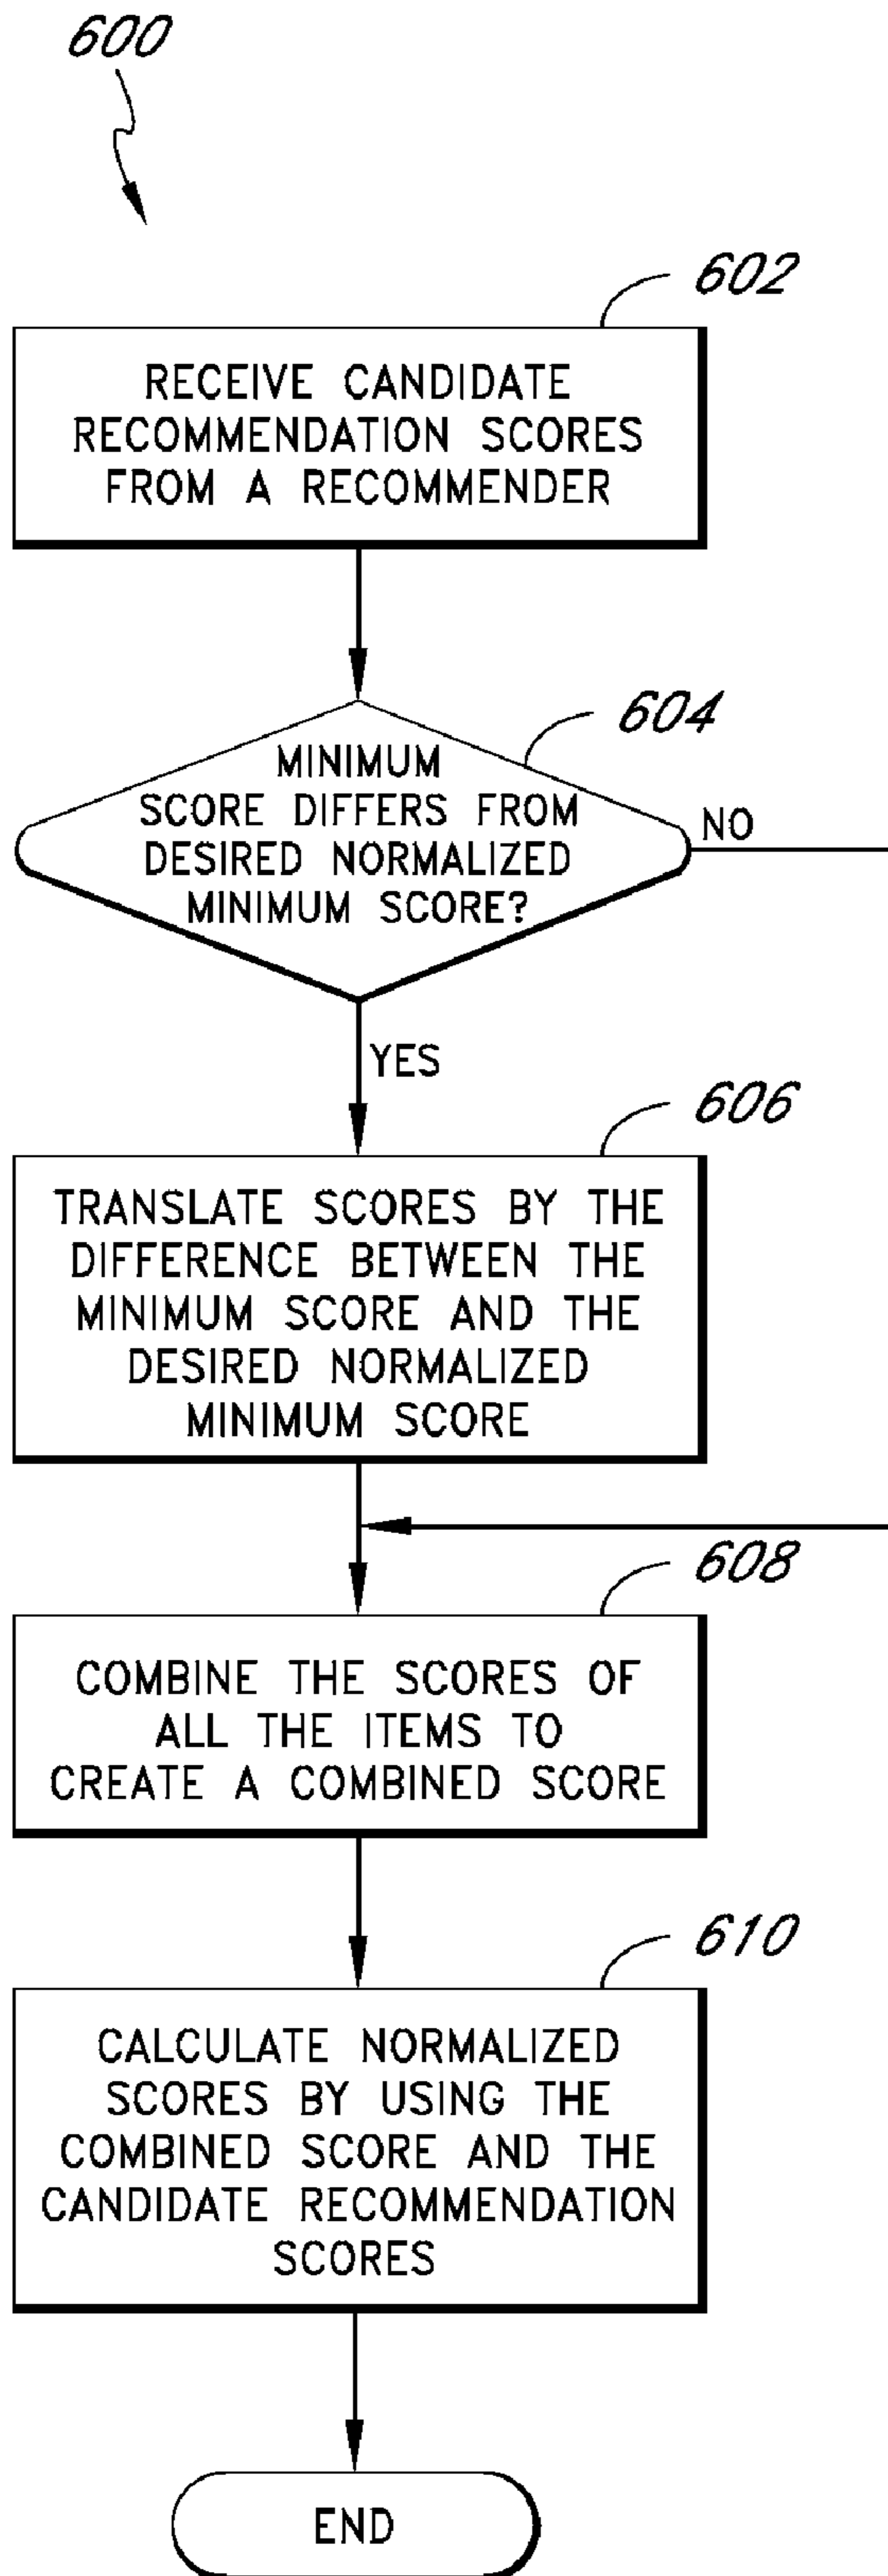 600
602
RECEIVE CANDIDATE
RECOMMENDATION SCORES
FROM A RECOMMENDER
604
MINIMUM
SCORE DIFFERS FROM
DESIRED NORMALIZED
MINIMUM SCORE?
NO
YES
606
TRANSLATE SCORES BY THE
DIFFERENCE BETWEEN THE
MINIMUM SCORE AND THE
DESIRED NORMALIZED
MINIMUM SCORE
608
COMBINE THE SCORES OF
ALL THE ITEMS TO
CREATE A COMBINED SCORE
610
CALCULATE NORMALIZED
SCORES BY USING THE
COMBINED SCORE AND THE
CANDIDATE RECOMMENDATION
SCORES
END